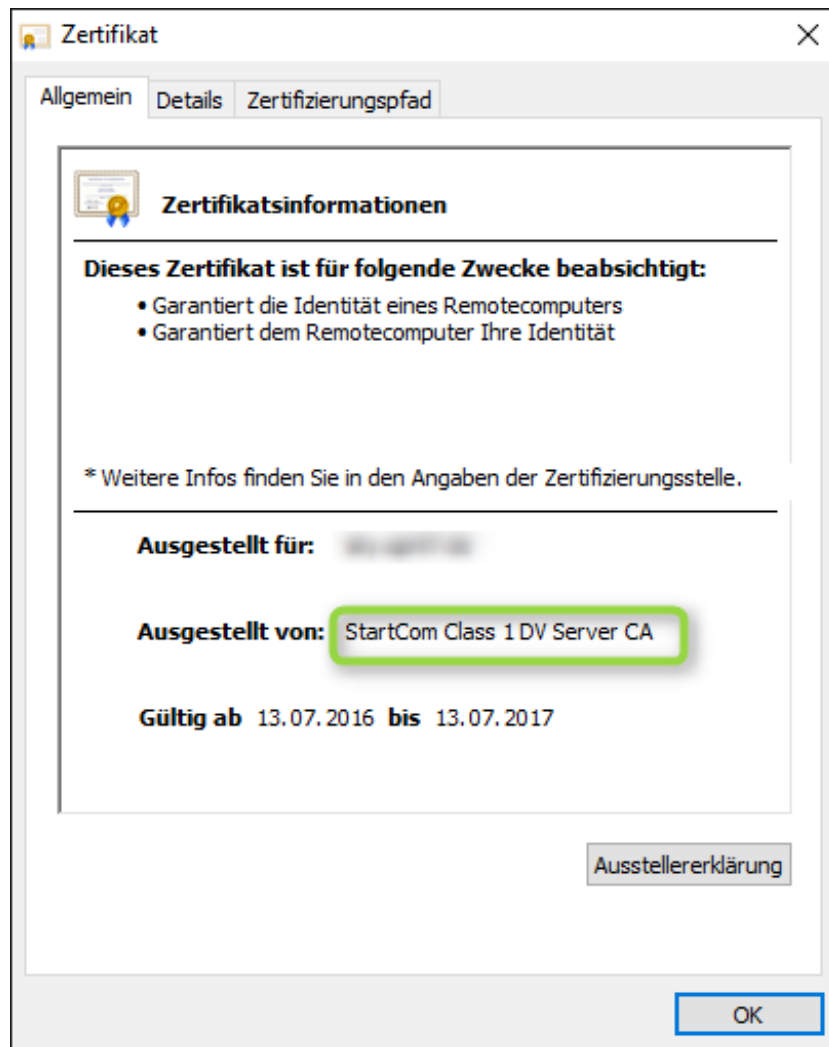 Zertifikat
Allgemein Details Zertifizierungspfad
Zertifikatsinformationen
Dieses Zertifikat ist für folgende Zwecke beabsichtigt:
• Garantiert die Identität eines Remotecomputers
• Garantiert dem Remotecomputer Ihre Identität
* Weitere Infos finden Sie in den Angaben der Zertifizierungsstelle.
Ausgestellt für:
Ausgestellt von: StartCom Class 1 DV Server CA
Gültig ab 13.07.2016 bis 13.07.2017
Ausstellererklärung
OK